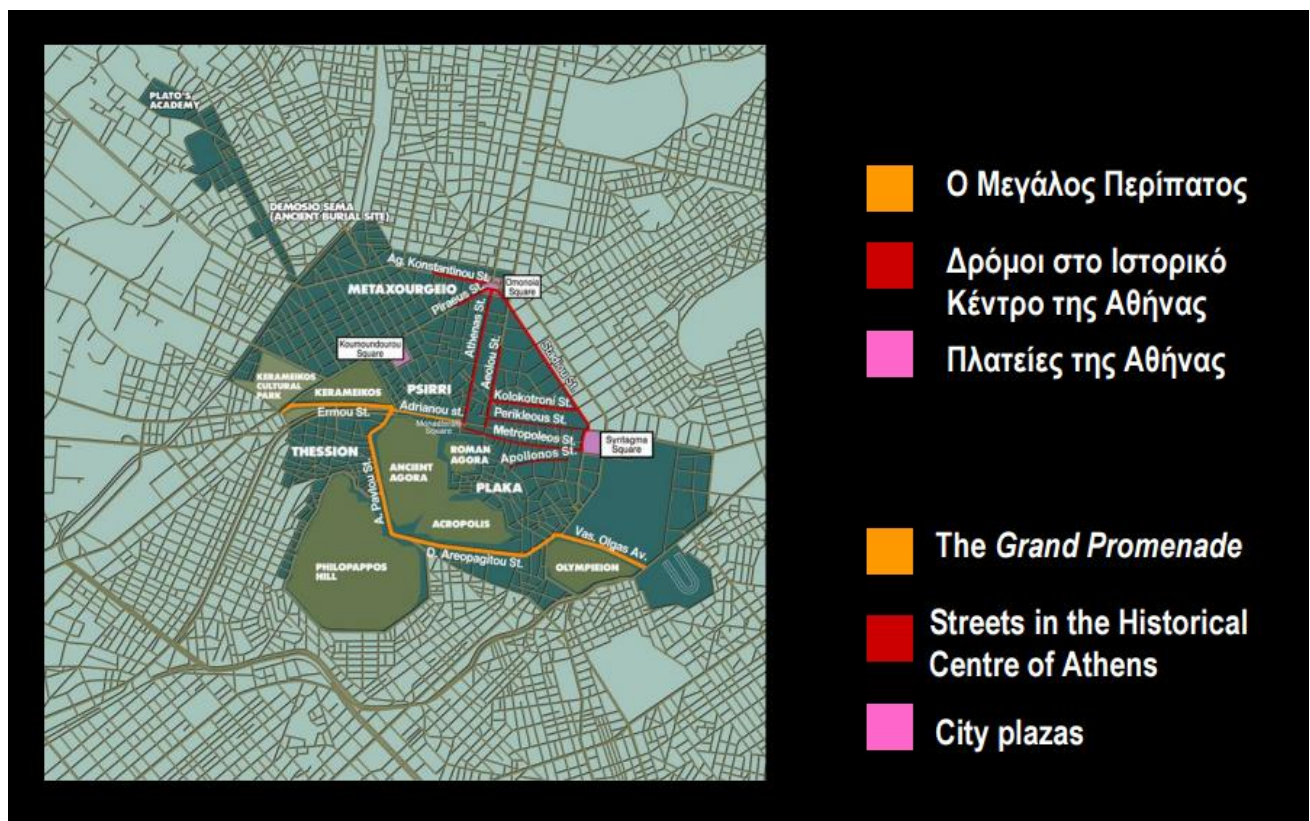 PLATO'S
ACADEMY
DEMOSIO SEMA
(ANCIENT BURIAL SITE)
Ag. Konstantinou St.
METAXOURGEIO
Piraeus St.
Omonoia
Square
Koumoundourou
Square
Athenas St.
Aeolou St.
Stadiou St.
KERAMEIKOS
CULTURAL
PARK
KERAMEIKOS
PSIRRI
Kolokotroni St.
Ermou St.
Adrianou st.
Monastiraki
Square
Perikleous St.
Metropoleos St.
Syntagma
Square
THESSION
ROMAN
AGORA
Apollonos St.
ANCIENT
AGORA
A. Pavlou St.
PLAKA
ACROPOLIS
Vas. Olgas Av.
D. Areopagitou St.
PHILOPAPPOS
HILL
OLYMPIEION
Ο Μεγάλος Περίπατος
Δρόμοι στο Ιστορικό
Κέντρο της Αθήνας
Πλατείες της Αθήνας
The Grand Promenade
Streets in the Historical
Centre of Athens
City plazas